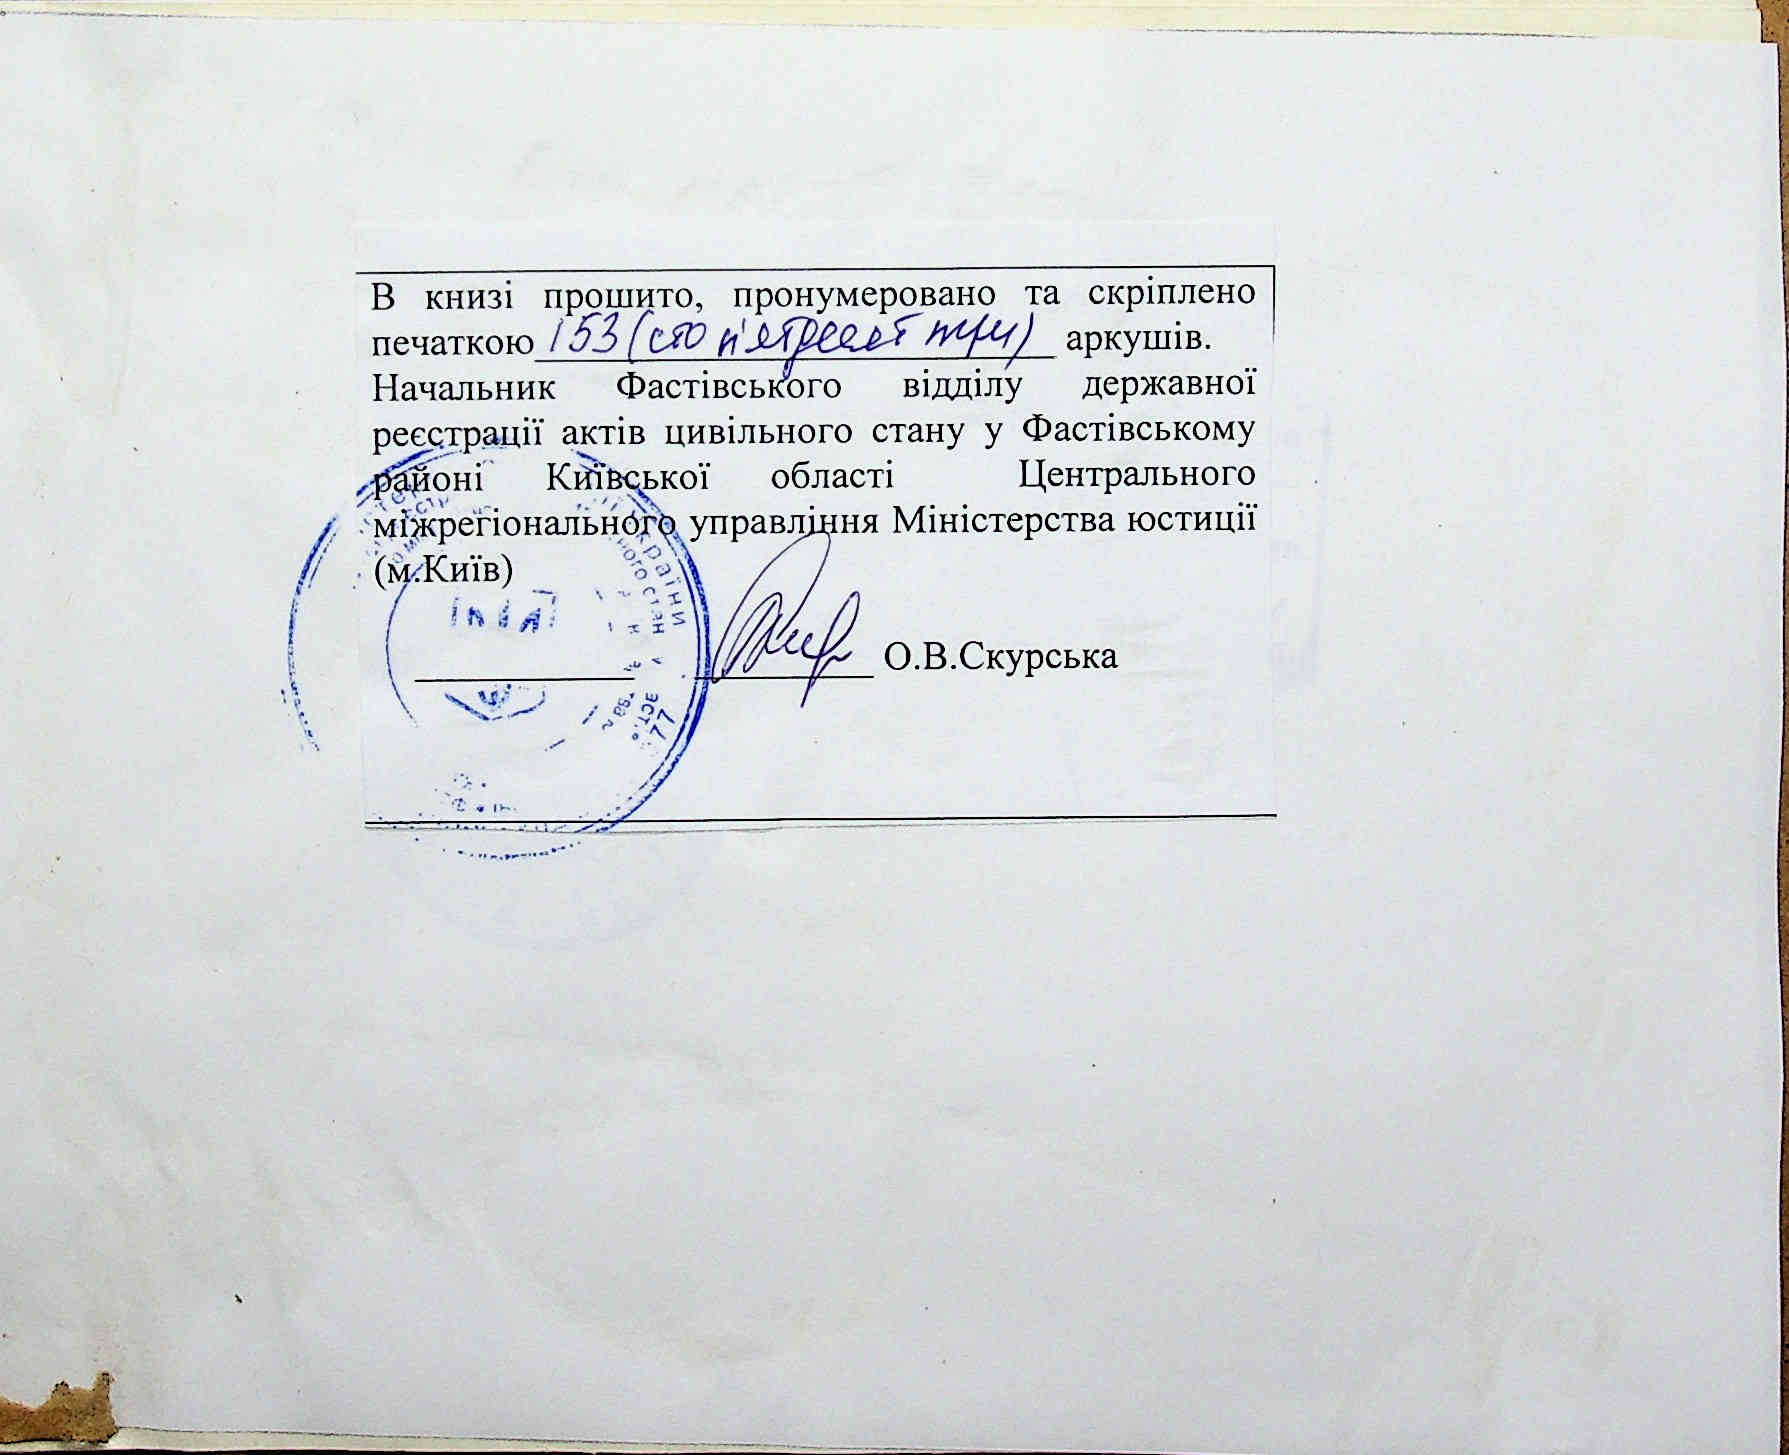 В книзі прошито, пронумеровано та скріплено
печаткою 153 (сто п'ятдесят три) аркушів.
Начальник Фастівського відділу державної
реєстрації актів цивільного стану у Фастівському
районі Київської області Центрального
міжрегіонального управління Міністерства юстиції
(м.Київ)
О.В.Скурська